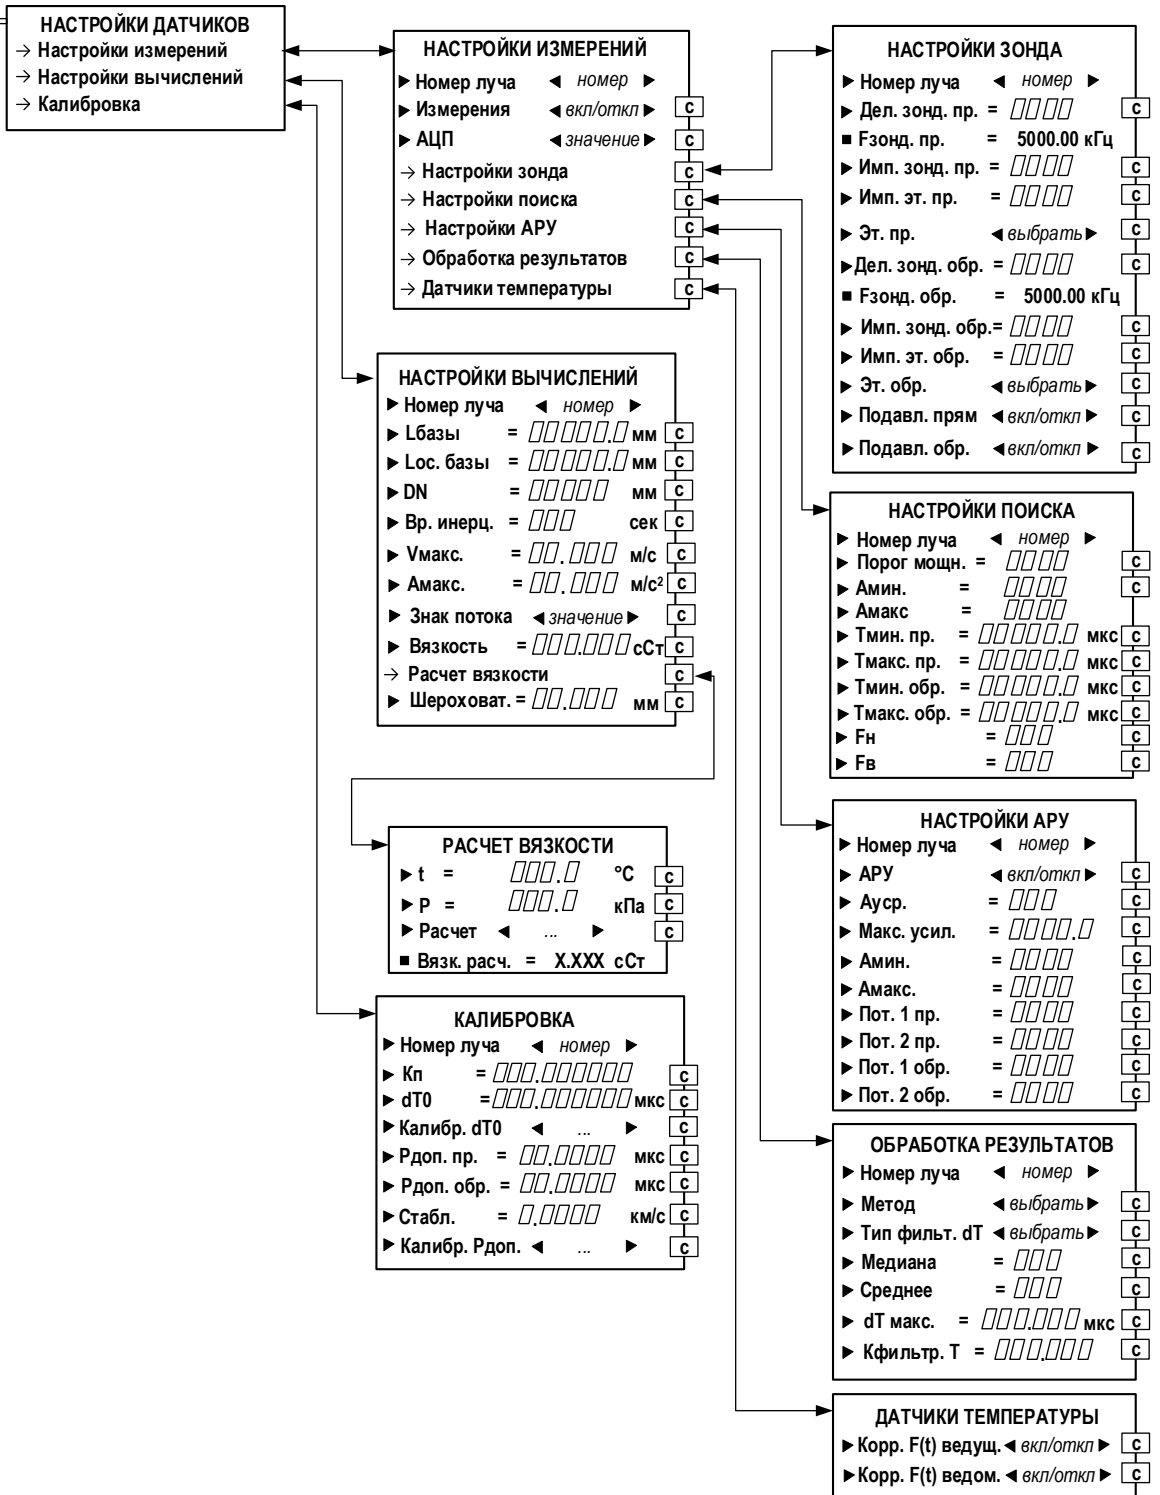 НАСТРОЙКИ ДАТЧИКОВ
→ Настройки измерений
→ Настройки вычислений
→ Калибровка
НАСТРОЙКИ ИЗМЕРЕНИЙ
▶ Номер луча ◀ номер ▶
▶ Измерения ◀ вкл/откл ▶ С
▶ АЦП ◀ значение ▶ С
→ Настройки зонда С
→ Настройки поиска С
→ Настройки АРУ С
→ Обработка результатов С
→ Датчики температуры С
НАСТРОЙКИ ВЫЧИСЛЕНИЙ
▶ Номер луча ◀ номер ▶
▶ Lбазы = ▯▯▯▯▯.▯ мм С
▶ Lос. базы = ▯▯▯▯▯.▯ мм С
▶ DN = ▯▯▯▯▯ мм С
▶ Вр. инерц. = ▯▯▯ сек С
▶ Vмакс. = ▯▯.▯▯▯ м/с С
▶ Амакс. = ▯▯.▯▯▯ м/с² С
▶ Знак потока ◀ значение ▶ С
▶ Вязкость = ▯▯▯.▯▯▯ сСт С
→ Расчет вязкости С
▶ Шероховат. = ▯▯.▯▯▯ мм С
РАСЧЕТ ВЯЗКОСТИ
▶ t = ▯▯▯.▯ °С С
▶ P = ▯▯▯.▯ кПа С
▶ Расчет ◀ ... ▶ С
■ Вязк. расч. = X.XXX сСт
КАЛИБРОВКА
▶ Номер луча ◀ номер ▶
▶ Кп = ▯▯▯.▯▯▯▯▯▯ С
▶ dT0 = ▯▯▯.▯▯▯▯▯▯ мкс С
▶ Калибр. dT0 ◀ ... ▶ С
▶ Рдоп. пр. = ▯▯.▯▯▯▯ мкс С
▶ Рдоп. обр. = ▯▯.▯▯▯▯ мкс С
▶ Стабл. = ▯.▯▯▯▯ км/с С
▶ Калибр. Рдоп. ◀ ... ▶ С
НАСТРОЙКИ ЗОНДА
▶ Номер луча ◀ номер ▶
▶ Дел. зонд. пр. = ▯▯▯▯ С
■ Fзонд. пр. = 5000.00 кГц
▶ Имп. зонд. пр. = ▯▯▯▯ С
▶ Имп. эт. пр. = ▯▯▯▯ С
▶ Эт. пр. ◀ выбрать ▶ С
▶ Дел. зонд. обр. = ▯▯▯▯ С
■ Fзонд. обр. = 5000.00 кГц
▶ Имп. зонд. обр.= ▯▯▯▯ С
▶ Имп. эт. обр. = ▯▯▯▯ С
▶ Эт. обр. ◀ выбрать ▶ С
▶ Подавл. прям ◀ вкл/откл ▶ С
▶ Подавл. обр. ◀ вкл/откл ▶ С
НАСТРОЙКИ ПОИСКА
▶ Номер луча ◀ номер ▶
▶ Порог мощн. = ▯▯▯▯ С
▶ Амин. = ▯▯▯▯ С
▶ Амакс = ▯▯▯▯
▶ Тмин. пр. = ▯▯▯▯▯.▯ мкс С
▶ Тмакс. пр. = ▯▯▯▯▯.▯ мкс С
▶ Тмин. обр. = ▯▯▯▯▯.▯ мкс С
▶ Тмакс. обр. = ▯▯▯▯▯.▯ мкс С
▶ Fн = ▯▯▯ С
▶ Fв = ▯▯▯ С
НАСТРОЙКИ АРУ
▶ Номер луча ◀ номер ▶
▶ АРУ ◀ вкл/откл ▶ С
▶ Ауср. = ▯▯▯ С
▶ Макс. усил. = ▯▯▯▯.▯ С
▶ Амин. = ▯▯▯▯ С
▶ Амакс. = ▯▯▯▯ С
▶ Пот. 1 пр. = ▯▯▯▯ С
▶ Пот. 2 пр. = ▯▯▯▯ С
▶ Пот. 1 обр. = ▯▯▯▯ С
▶ Пот. 2 обр. = ▯▯▯▯ С
ОБРАБОТКА РЕЗУЛЬТАТОВ
▶ Номер луча ◀ номер ▶
▶ Метод ◀ выбрать ▶ С
▶ Тип фильт. dT ◀ выбрать ▶ С
▶ Медиана = ▯▯▯ С
▶ Среднее = ▯▯▯ С
▶ dT макс. = ▯▯▯.▯▯▯ мкс С
▶ Кфильтр. Т = ▯▯▯.▯▯▯ С
ДАТЧИКИ ТЕМПЕРАТУРЫ
▶ Корр. F(t) ведущ. ◀ вкл/откл ▶ С
▶ Корр. F(t) ведом. ◀ вкл/откл ▶ С